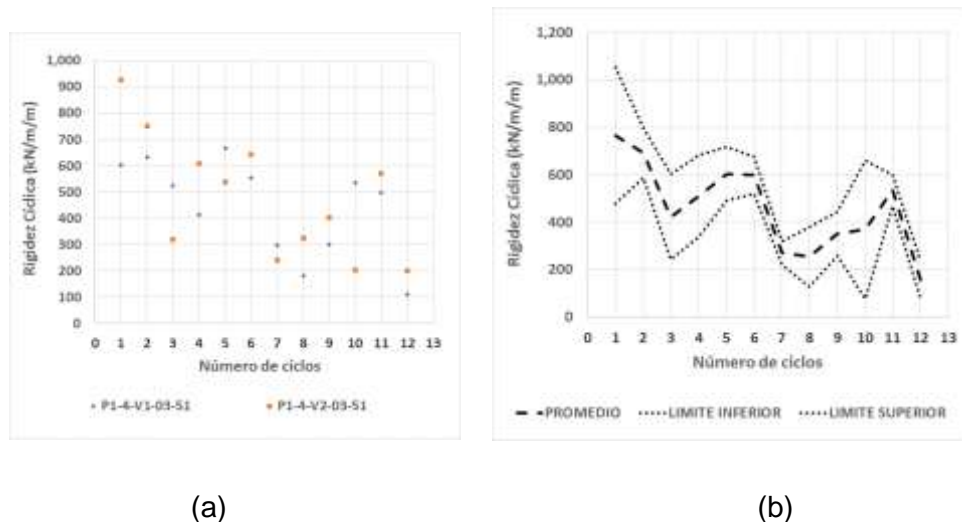 1,000
900
800
700
600
500
400
300
200
100
0
Rigidez Cíclica (kN/m/m)
0 1 2 3 4 5 6 7 8 9 10 11 12 13
Número de ciclos
P1-4-V1-03-S1 P1-4-V2-03-S1
(a)
1,200
1,000
800
600
400
200
0
Rigidez Cíclica (kN/m/m)
0 1 2 3 4 5 6 7 8 9 10 11 12 13
Número de ciclos
PROMEDIO LIMITE INFERIOR LIMITE SUPERIOR
(b)